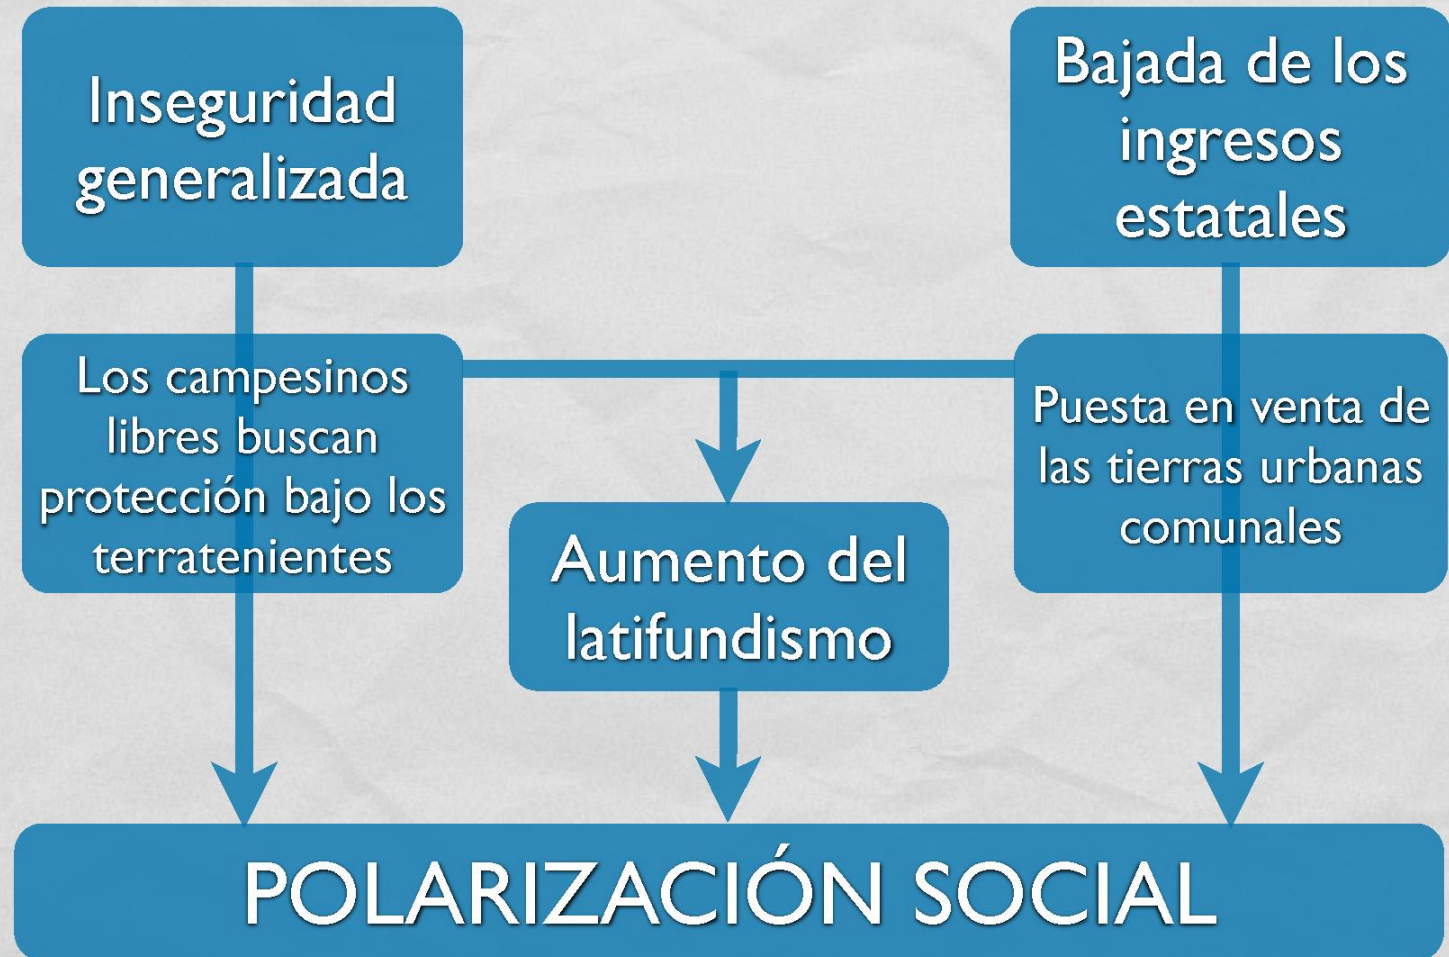 Inseguridad
generalizada
Bajada de los
ingresos
estatales
Los campesinos
libres buscan
protección bajo los
terratenientes
Puesta en venta de
las tierras urbanas
comunales
Aumento del
latifundismo
POLARIZACIÓN SOCIAL